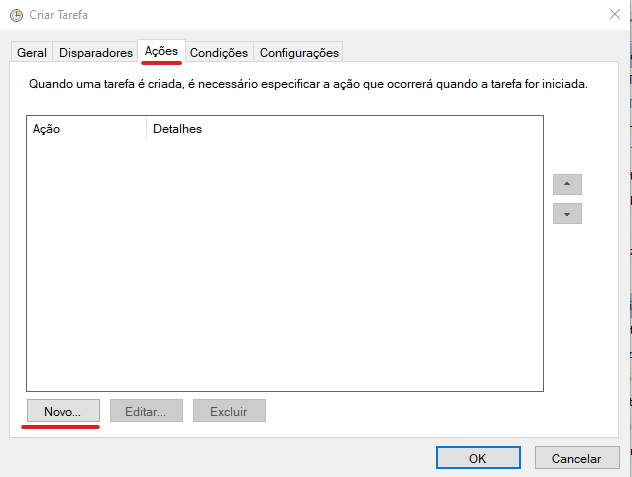 Criar Tarefa
Geral Disparadores Ações Condições Configurações
Quando uma tarefa é criada, é necessário especificar a ação que ocorrerá quando a tarefa for iniciada.
Ação Detalhes
Novo... Editar... Excluir
OK Cancelar